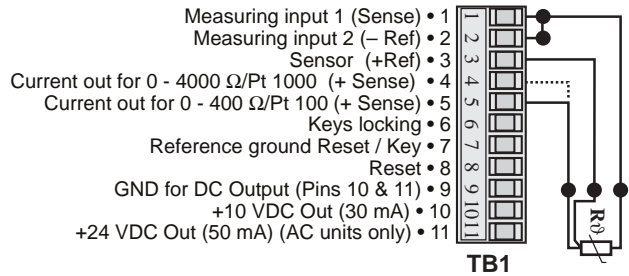 Measuring input 1 (Sense) • 1
Measuring input 2 (– Ref) • 2
Sensor (+Ref) • 3
Current out for 0 - 4000 Ω/Pt 1000 (+ Sense) • 4
Current out for 0 - 400 Ω/Pt 100 (+ Sense) • 5
Keys locking • 6
Reference ground Reset / Key • 7
Reset • 8
GND for DC Output (Pins 10 & 11) • 9
+10 VDC Out (30 mA) • 10
+24 VDC Out (50 mA) (AC units only) • 11
1
2
3
4
5
6
7
8
9
10
11
Rϑ
TB1